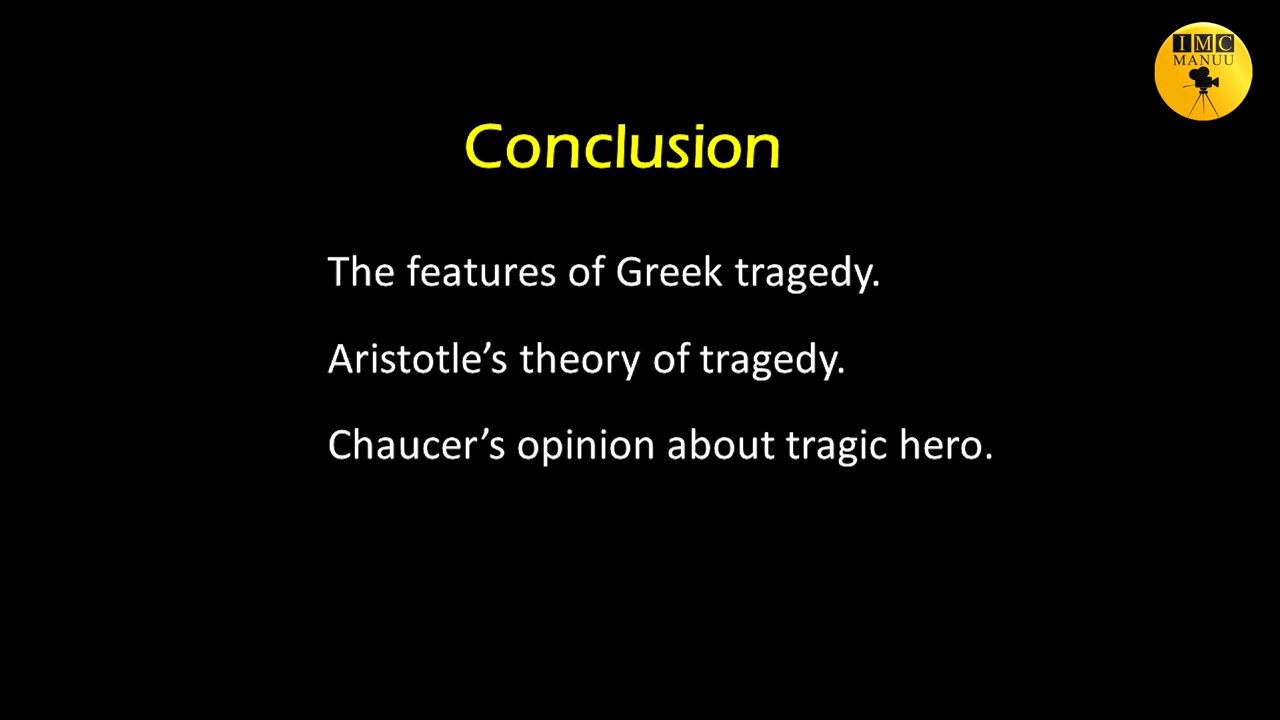 IMC
MANUU
Conclusion
The features of Greek tragedy.
Aristotle’s theory of tragedy.
Chaucer’s opinion about tragic hero.